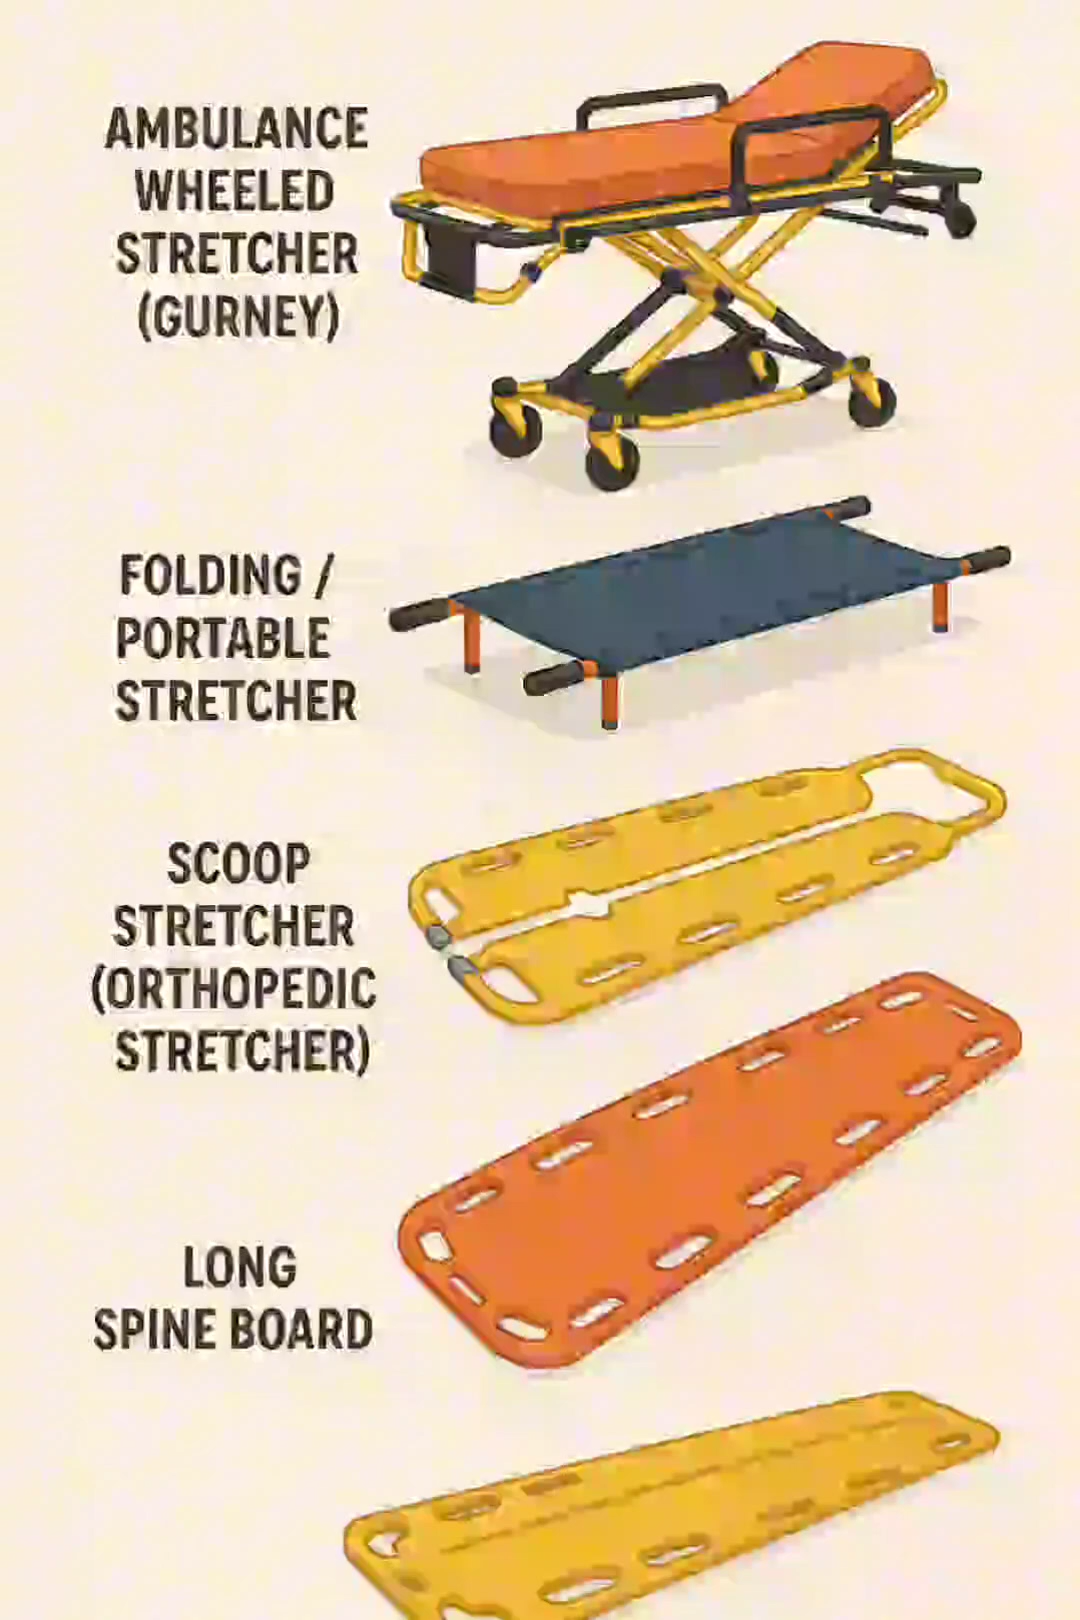 AMBULANCE
WHEELED
STRETCHER
(GURNEY)
FOLDING /
PORTABLE
STRETCHER
SCOOP
STRETCHER
(ORTHOPEDIC
STRETCHER)
LONG
SPINE BOARD